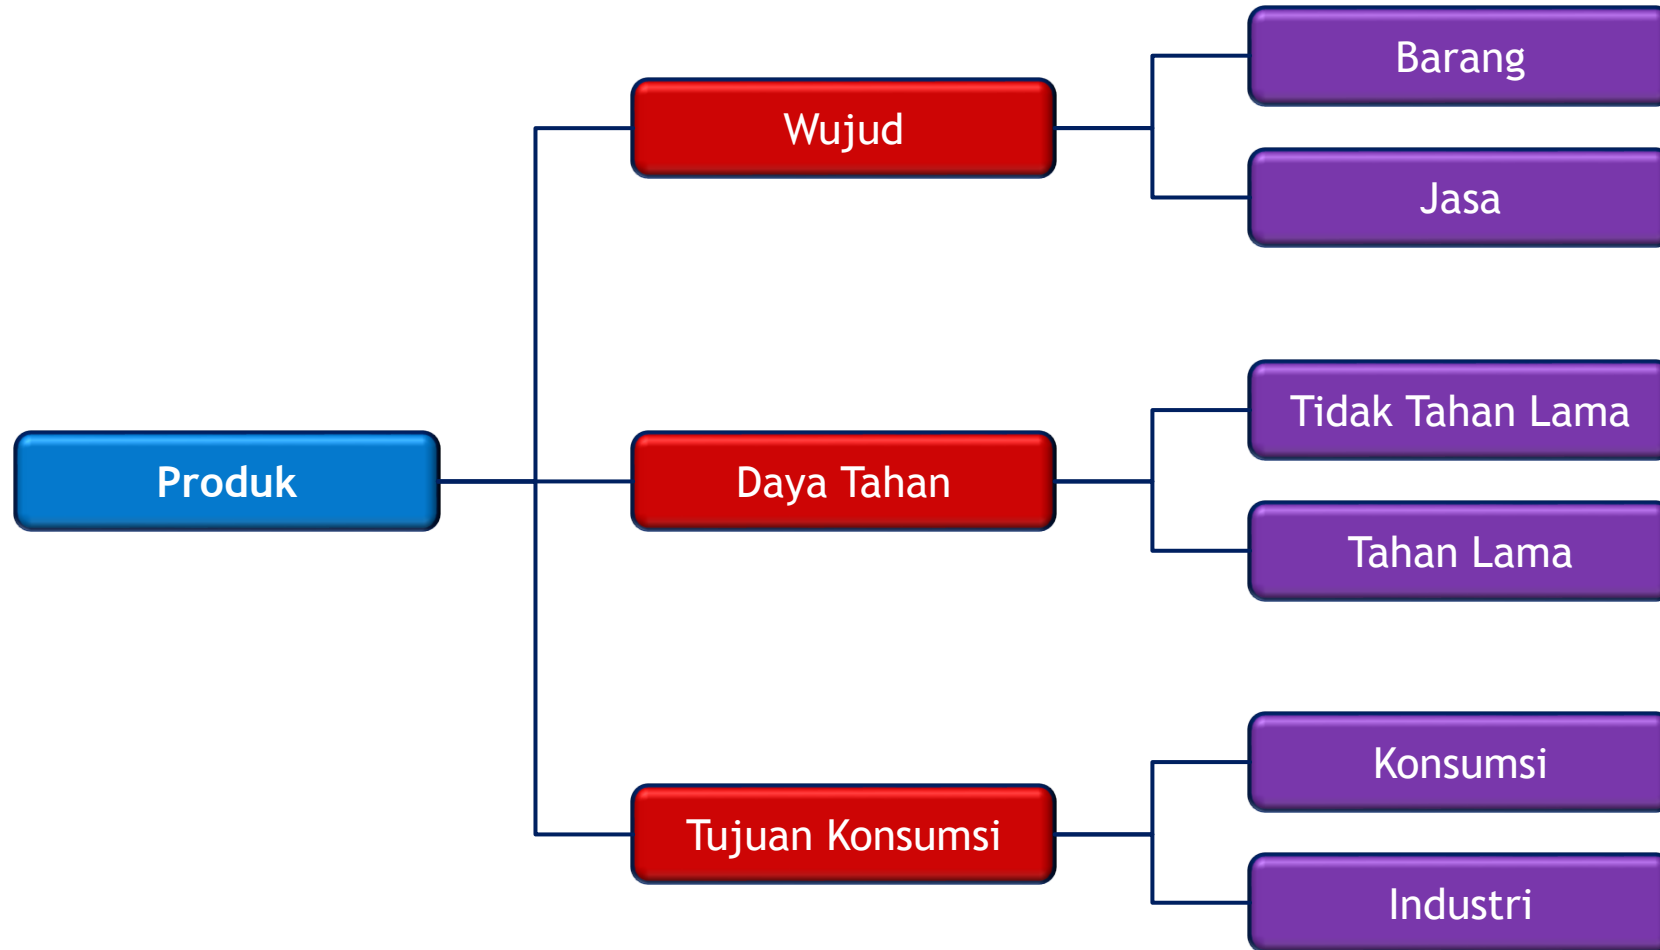 Produk
Wujud
Barang
Jasa
Daya Tahan
Tidak Tahan Lama
Tahan Lama
Tujuan Konsumsi
Konsumsi
Industri